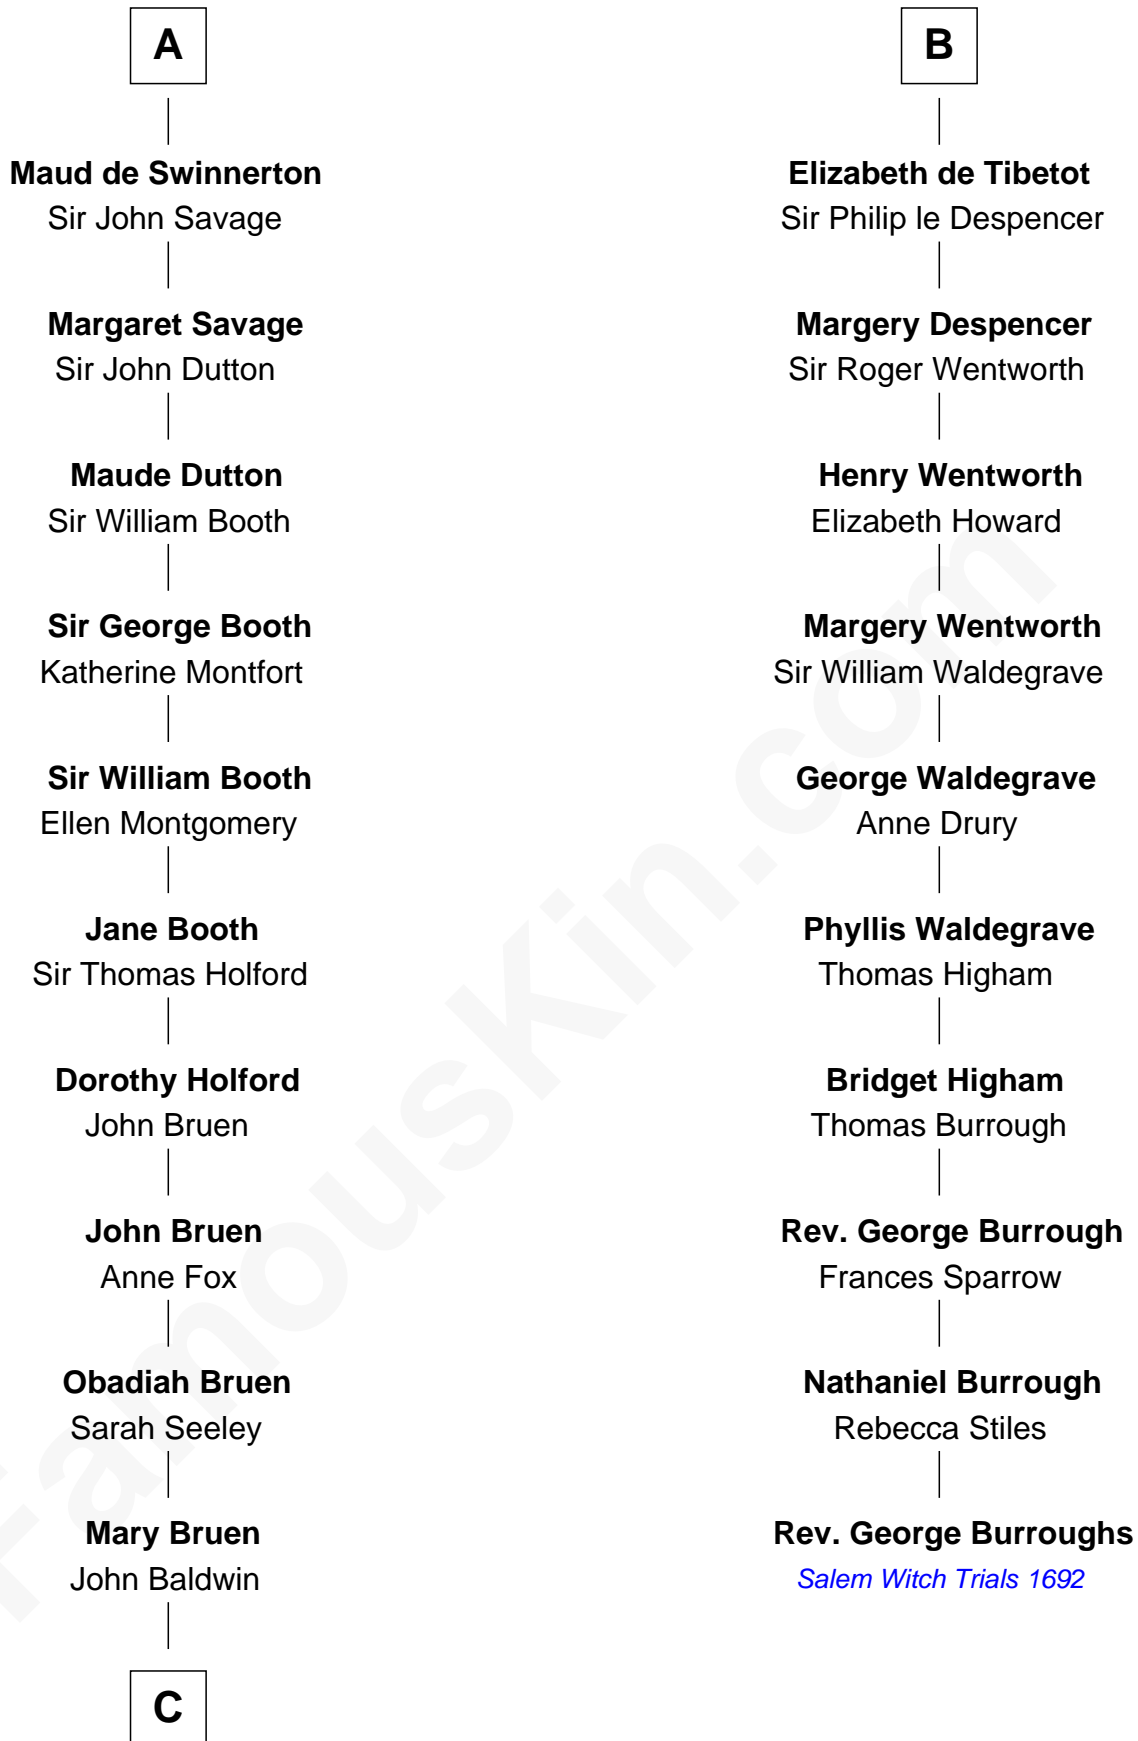 A
Maud de Swinnerton
Sir John Savage
Margaret Savage
Sir John Dutton
Maude Dutton
Sir William Booth
Sir George Booth
Katherine Montfort
Sir William Booth
Ellen Montgomery
Jane Booth
Sir Thomas Holford
Dorothy Holford
John Bruen
John Bruen
Anne Fox
Obadiah Bruen
Sarah Seeley
Mary Bruen
John Baldwin
C
B
Elizabeth de Tibetot
Sir Philip le Despencer
Margery Despencer
Sir Roger Wentworth
Henry Wentworth
Elizabeth Howard
Margery Wentworth
Sir William Waldegrave
George Waldegrave
Anne Drury
Phyllis Waldegrave
Thomas Higham
Bridget Higham
Thomas Burrough
Rev. George Burrough
Frances Sparrow
Nathaniel Burrough
Rebecca Stiles
Rev. George Burroughs
Salem Witch Trials 1692
FamousKin.com